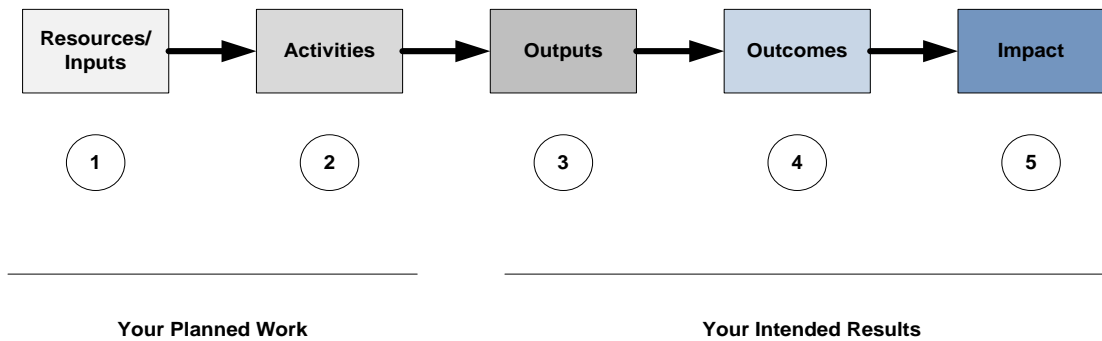 Resources/
Inputs
Activities
Outputs
Outcomes
Impact
1
2
3
4
5
Your Planned Work
Your Intended Results